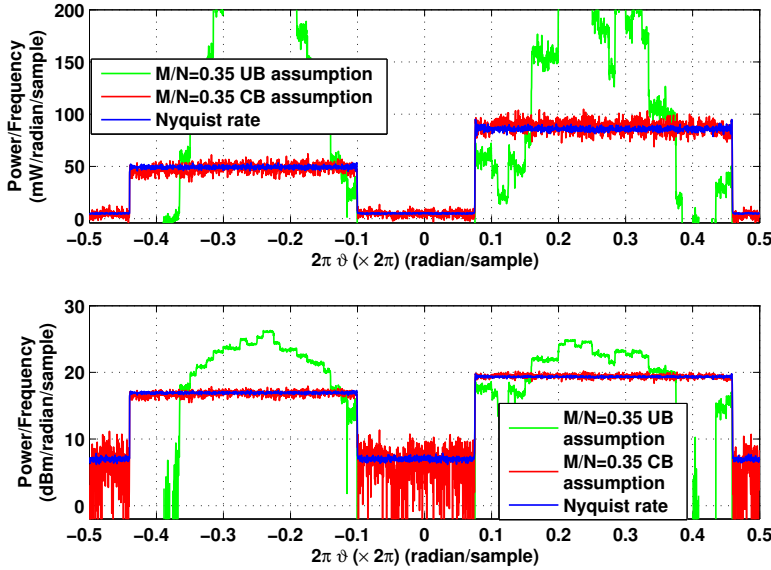 200
150
100
50
0
Power/Frequency
(mW/radian/sample)
M/N=0.35 UB assumption
M/N=0.35 CB assumption
Nyquist rate
−0.5 −0.4 −0.3 −0.2 −0.1 0 0.1 0.2 0.3 0.4 0.5
2π ϑ (× 2π) (radian/sample)
30
20
10
0
Power/Frequency
(dBm/radian/sample)
M/N=0.35 UB
assumption
M/N=0.35 CB
assumption
Nyquist rate
−0.5 −0.4 −0.3 −0.2 −0.1 0 0.1 0.2 0.3 0.4 0.5
2π ϑ (× 2π) (radian/sample)